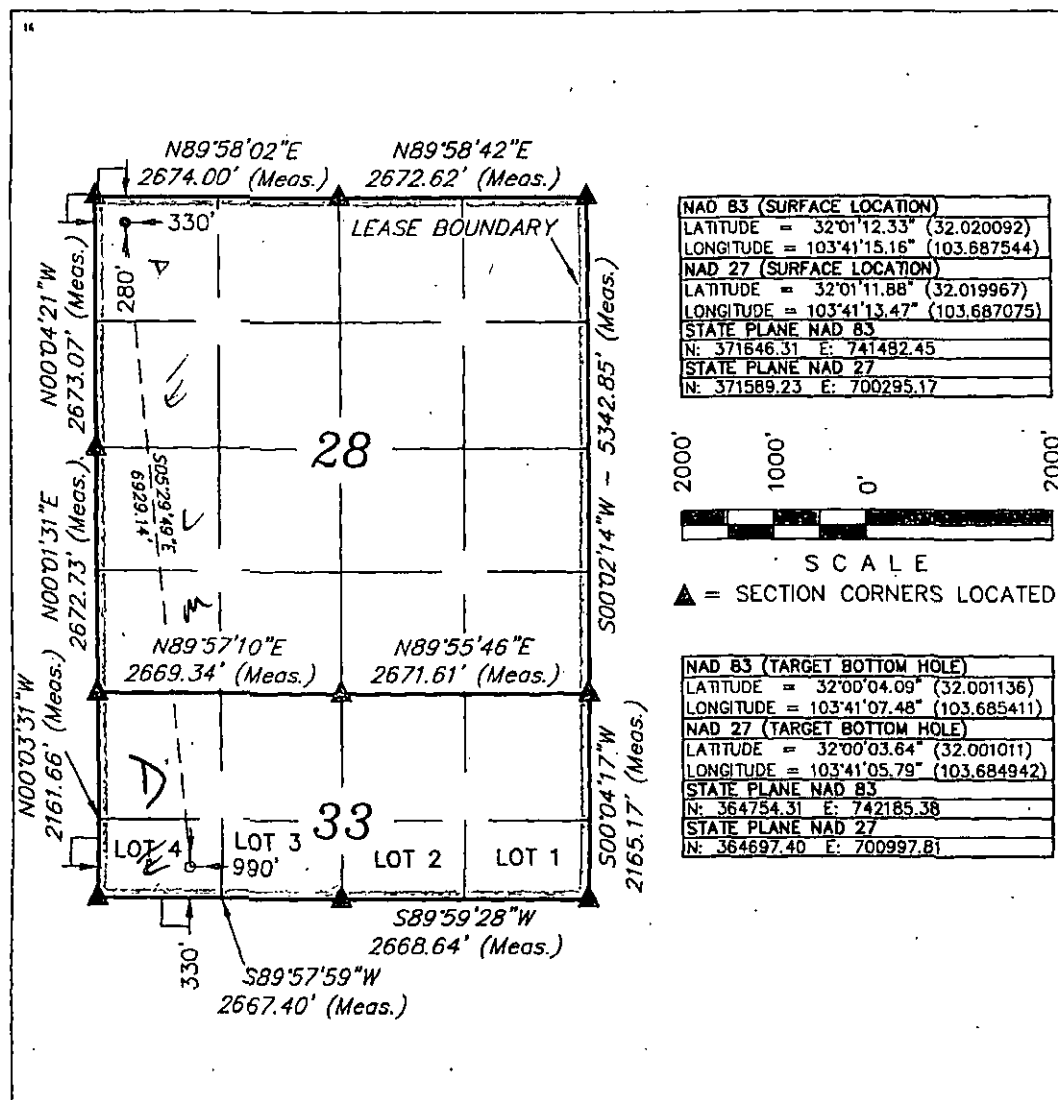 16
N89°58'02"E
2674.00' (Meas.)
N89°58'42"E
2672.62' (Meas.)
LEASE BOUNDARY
330'
280'
N00°04'21"W
2673.07' (Meas.)
D
E
28
S05°29'49"E
6929.14'
L
M
N00°01'31"E
2672.73' (Meas.)
S00°02'14"W - 5342.85' (Meas.)
N89°57'10"E
2669.34' (Meas.)
N89°55'46"E
2671.61' (Meas.)
N00°03'31"W
2161.66' (Meas.)
D
33
S00°04'17"W
2165.17' (Meas.)
LOT 4
LOT 3
LOT 2
LOT 1
E
990'
330'
S89°59'28"W
2668.64' (Meas.)
S89°57'59"W
2667.40' (Meas.)
NAD 83 (SURFACE LOCATION)
LATITUDE = 32°01'12.33" (32.020092)
LONGITUDE = 103°41'15.16" (103.687544)
NAD 27 (SURFACE LOCATION)
LATITUDE = 32°01'11.88" (32.019967)
LONGITUDE = 103°41'13.47" (103.687075)
STATE PLANE NAD 83
N: 371646.31 E: 741482.45
STATE PLANE NAD 27
N: 371589.23 E: 700295.17
2000' 1000' 0' 2000'
SCALE
▲ = SECTION CORNERS LOCATED
NAD 83 (TARGET BOTTOM HOLE)
LATITUDE = 32°00'04.09" (32.001136)
LONGITUDE = 103°41'07.48" (103.685411)
NAD 27 (TARGET BOTTOM HOLE)
LATITUDE = 32°00'03.64" (32.001011)
LONGITUDE = 103°41'05.79" (103.684942)
STATE PLANE NAD 83
N: 364754.31 E: 742185.38
STATE PLANE NAD 27
N: 364697.40 E: 700997.81